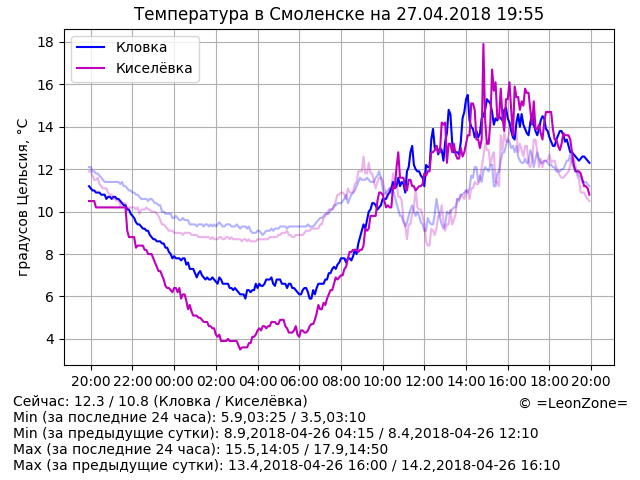 Температура в Смоленске на 27.04.2018 19:55
18
16
14
12
10
8
6
4
градусов Цельсия, °C
Кловка
Киселёвка
20:00 22:00 00:00 02:00 04:00 06:00 08:00 10:00 12:00 14:00 16:00 18:00 20:00
Сейчас: 12.3 / 10.8 (Кловка / Киселёвка)
© =LeonZone=
Min (за последние 24 часа): 5.9,03:25 / 3.5,03:10
Min (за предыдущие сутки): 8.9,2018-04-26 04:15 / 8.4,2018-04-26 12:10
Max (за последние 24 часа): 15.5,14:05 / 17.9,14:50
Max (за предыдущие сутки): 13.4,2018-04-26 16:00 / 14.2,2018-04-26 16:10